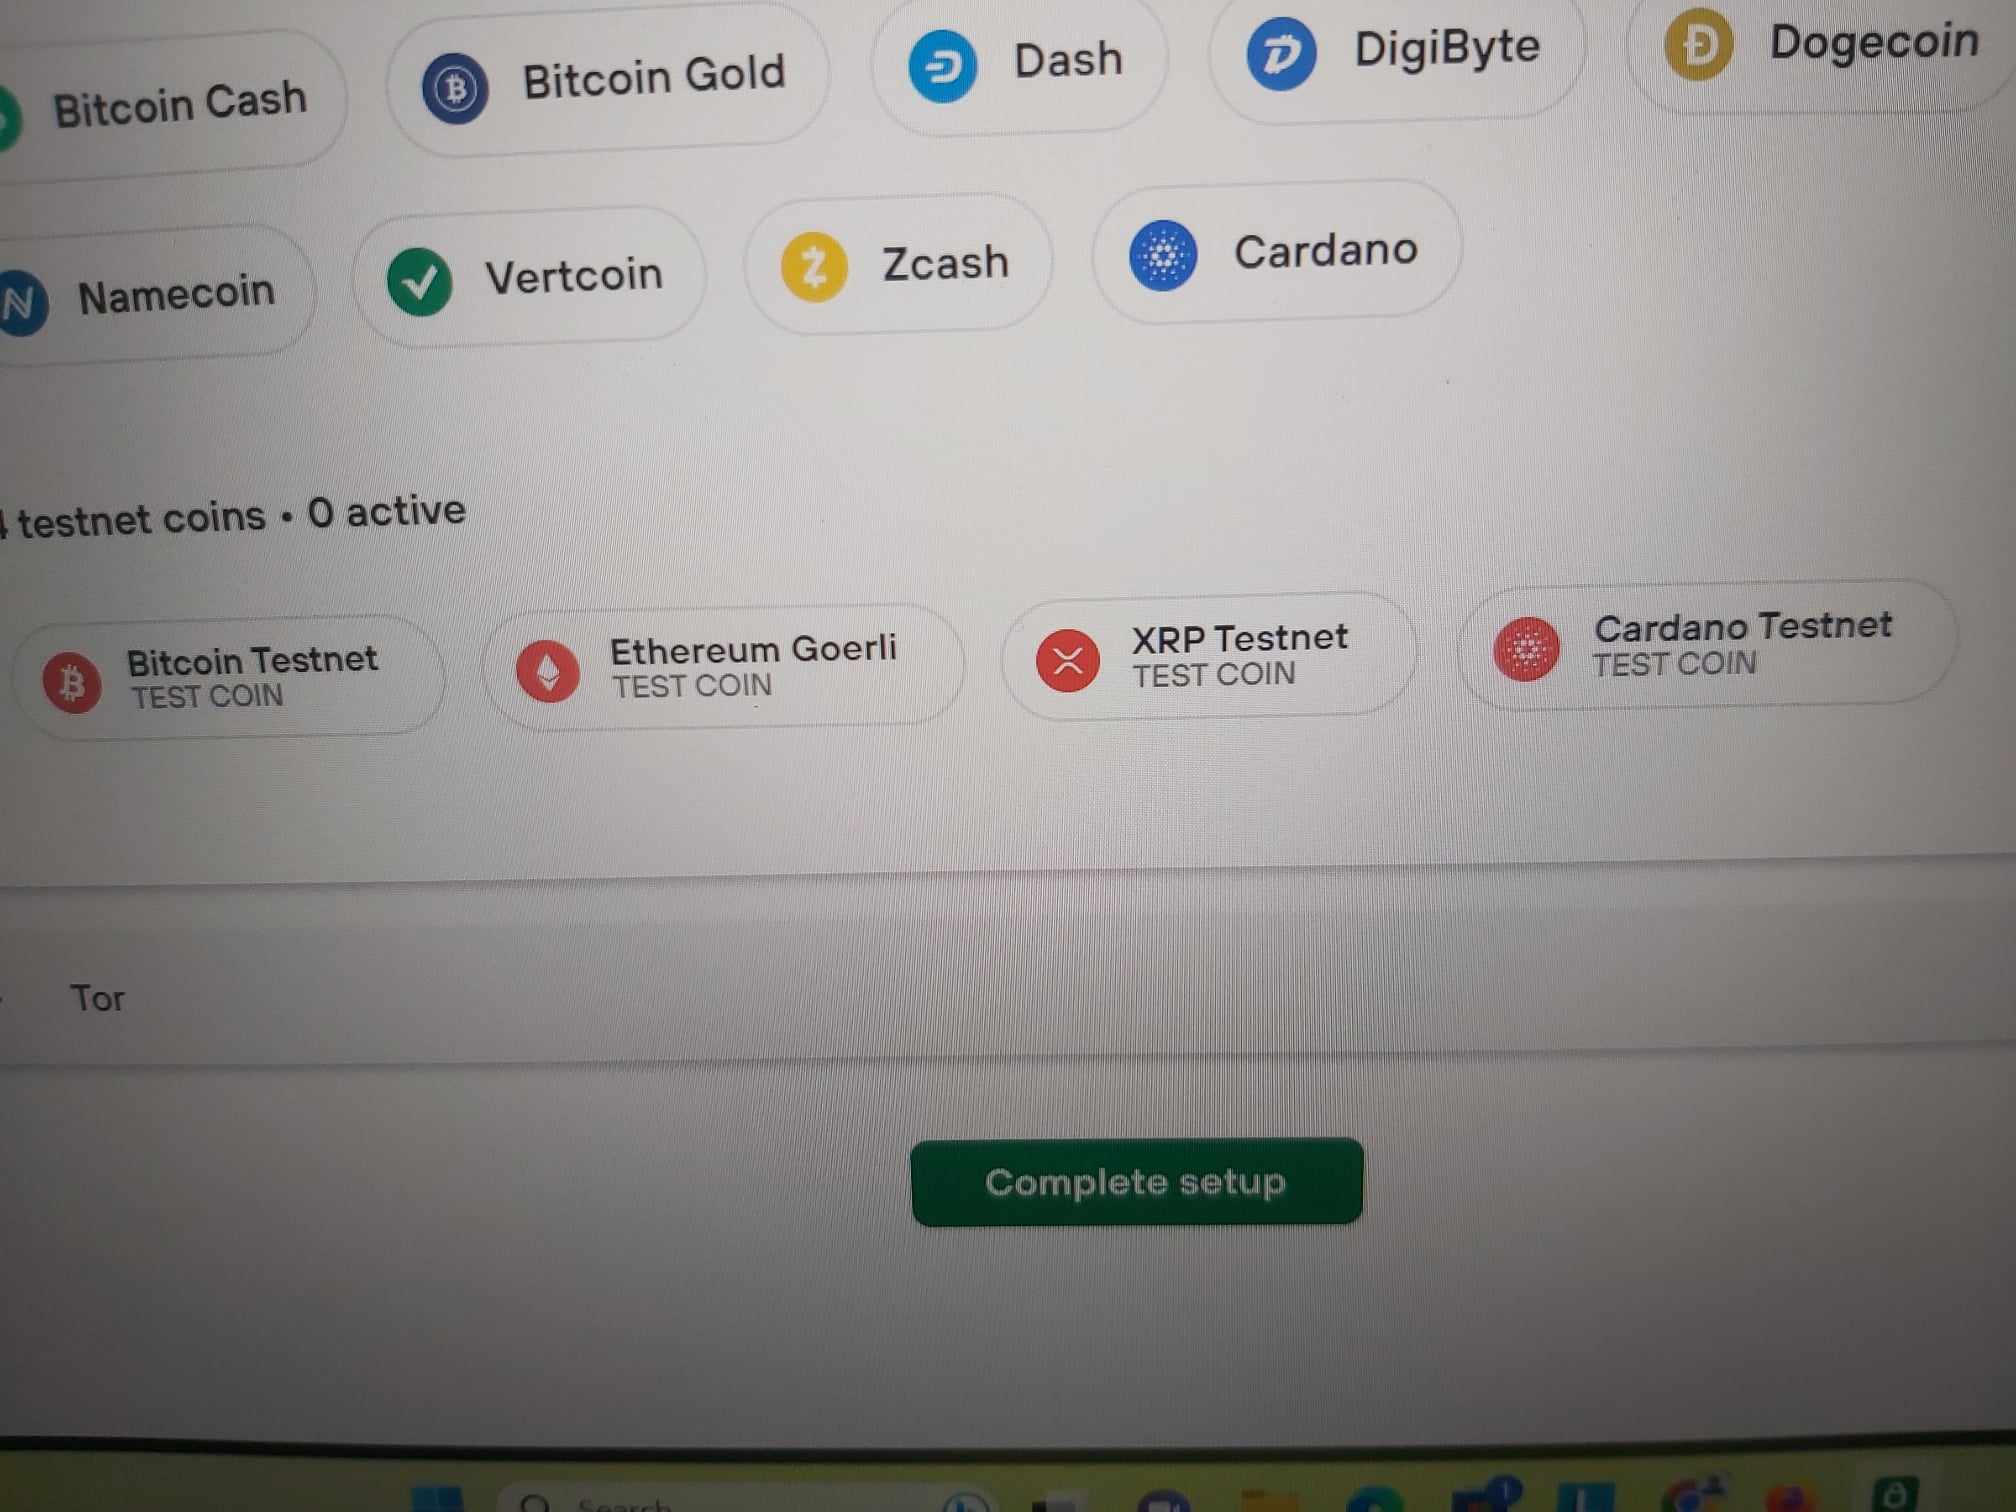 Bitcoin Cash
Bitcoin Gold
Dash
DigiByte
Dogecoin
Namecoin
Vertcoin
Zcash
Cardano
testnet coins • 0 active
Bitcoin Testnet
TEST COIN
Ethereum Goerli
TEST COIN
XRP Testnet
TEST COIN
Cardano Testnet
TEST COIN
Tor
Complete setup
Search